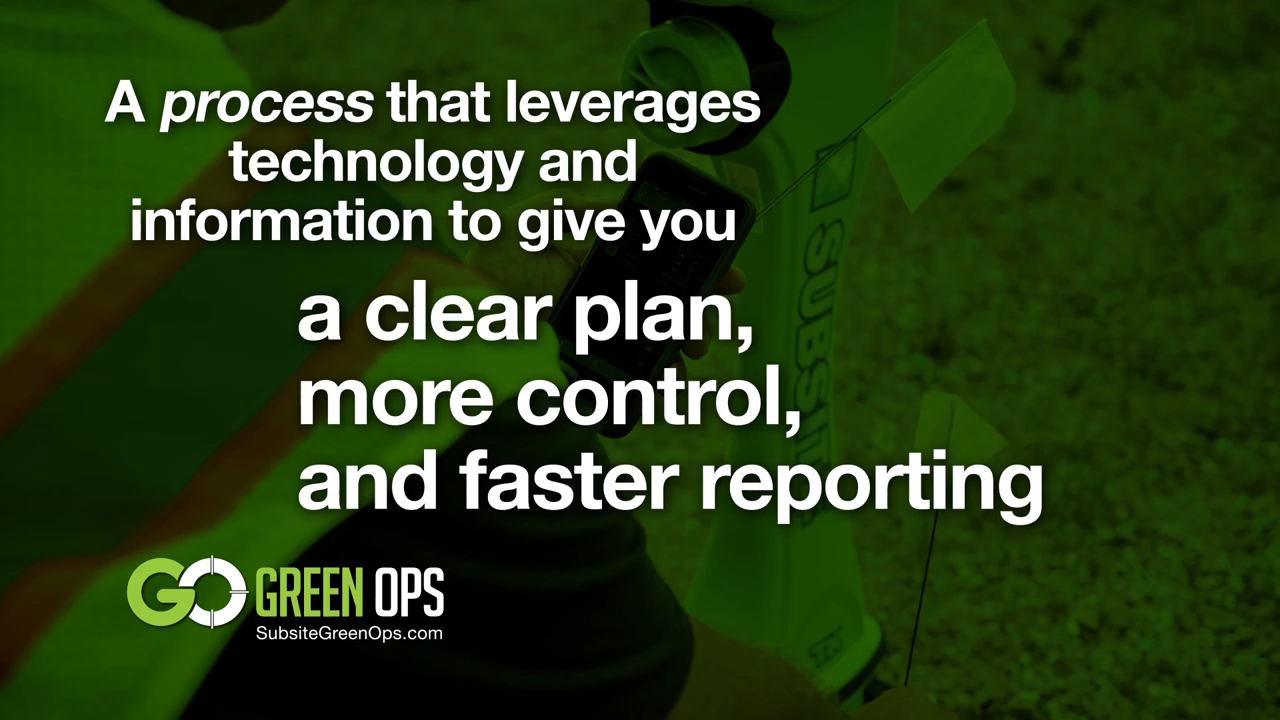 A process that leverages
technology and
information to give you
a clear plan,
more control,
and faster reporting
SUBSITE
GO GREEN OPS
SubsiteGreenOps.com